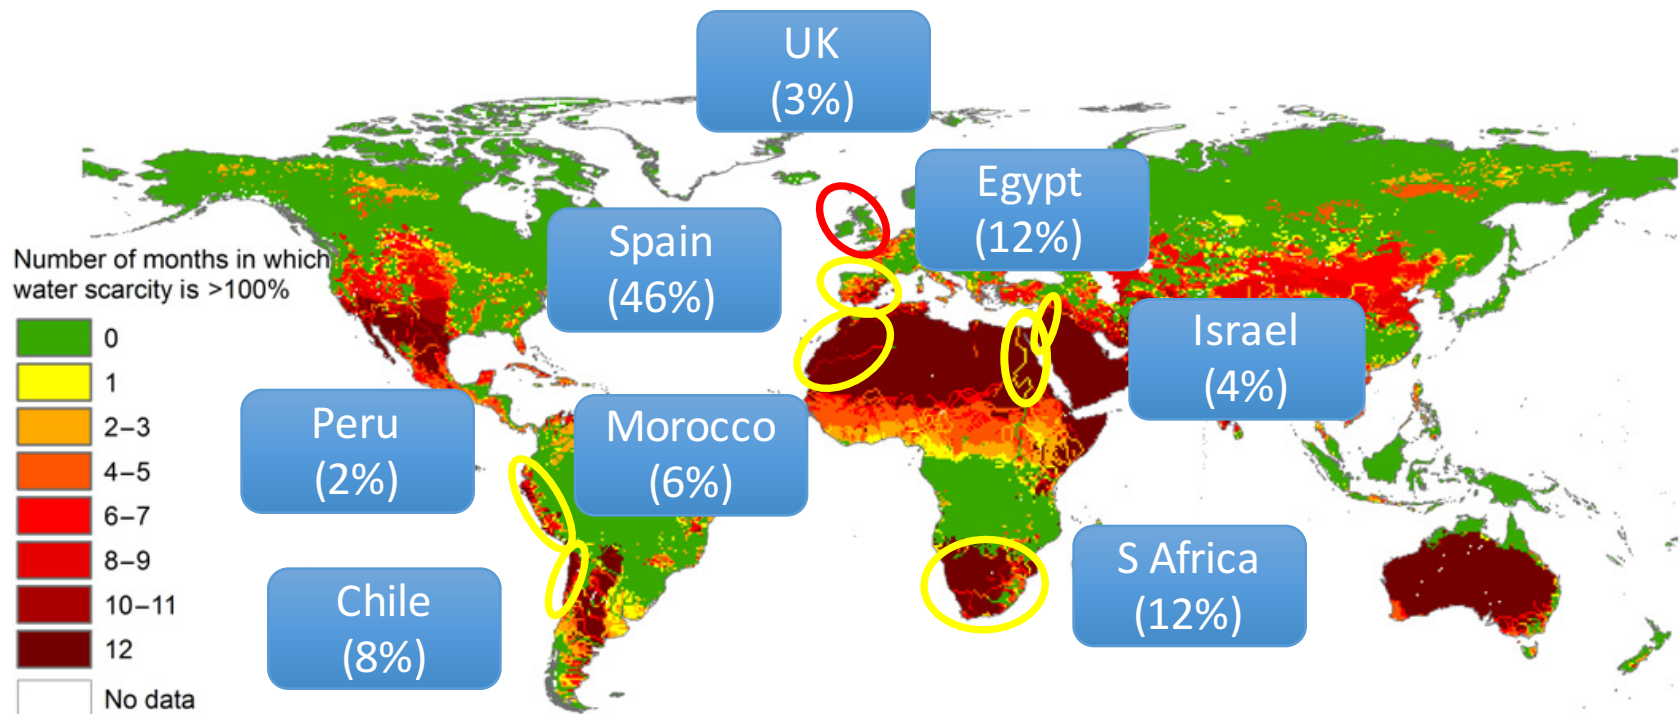 UK
(3%)
Egypt
(12%)
Spain
(46%)
Number of months in which
water scarcity is >100%
0
1
2–3
4–5
6–7
8–9
10–11
12
No data
Israel
(4%)
Peru
(2%)
Morocco
(6%)
Chile
(8%)
S Africa
(12%)